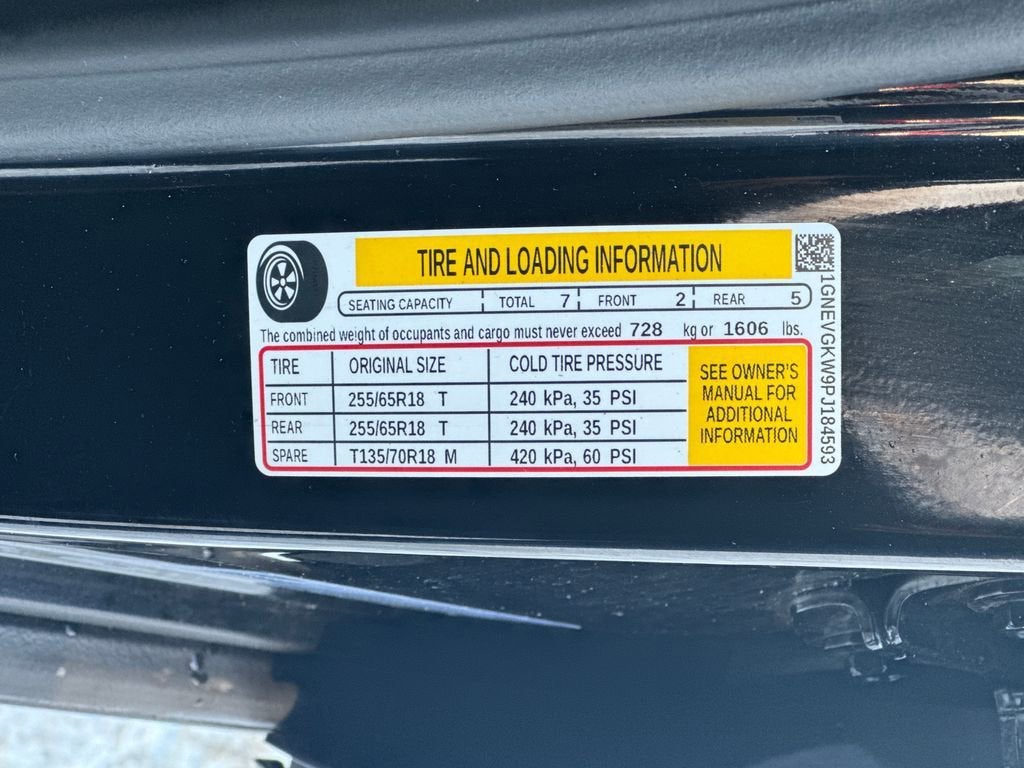 TIRE AND LOADING INFORMATION
SEATING CAPACITY TOTAL 7 FRONT 2 REAR 5
The combined weight of occupants and cargo must never exceed 728 kg or 1606 lbs.
TIRE ORIGINAL SIZE COLD TIRE PRESSURE
FRONT 255/65R18 T 240 kPa, 35 PSI
REAR 255/65R18 T 240 kPa, 35 PSI
SPARE T135/70R18 M 420 kPa, 60 PSI
SEE OWNER'S
MANUAL FOR
ADDITIONAL
INFORMATION
1GNEVGKW9PJ184593